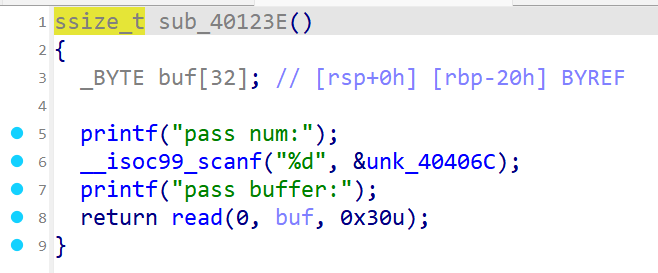 1 ssize_t sub_40123E()
2 {
3 _BYTE buf[32]; // [rsp+0h] [rbp-20h] BYREF
4
5 printf("pass num:");
6 __isoc99_scanf("%d", &unk_40406C);
7 printf("pass buffer:");
8 return read(0, buf, 0x30u);
9 }